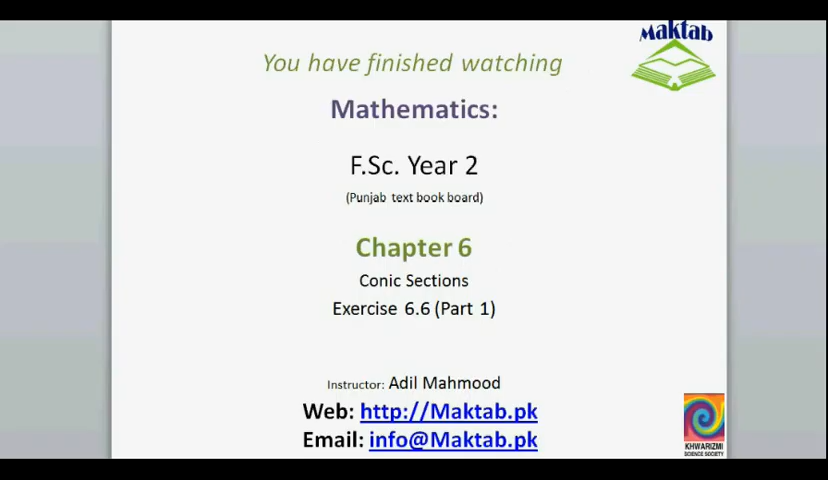 Maktab
You have finished watching
Mathematics:
F.Sc. Year 2
(Punjab text book board)
Chapter 6
Conic Sections
Exercise 6.6 (Part 1)
Instructor: Adil Mahmood
Web: http://Maktab.pk
Email: info@Maktab.pk
KHWARIZMI
SCIENCE SOCIETY